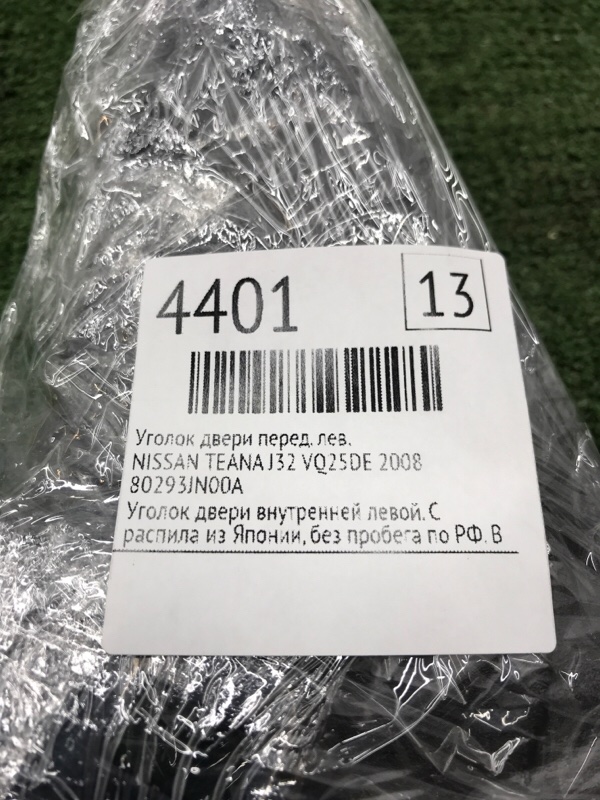 4401
13
Уголок двери перед. лев.
NISSAN TEANA J32 VQ25DE 2008
80293JN00A
Уголок двери внутренней левой. С
распила из Японии, без пробега по РФ. В